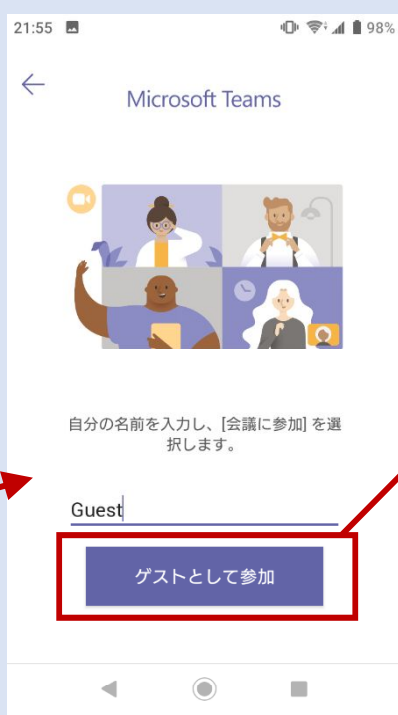 21:55 98%
Microsoft Teams
自分の名前を入力し、[会議に参加] を選
択します。
Guest
ゲストとして参加